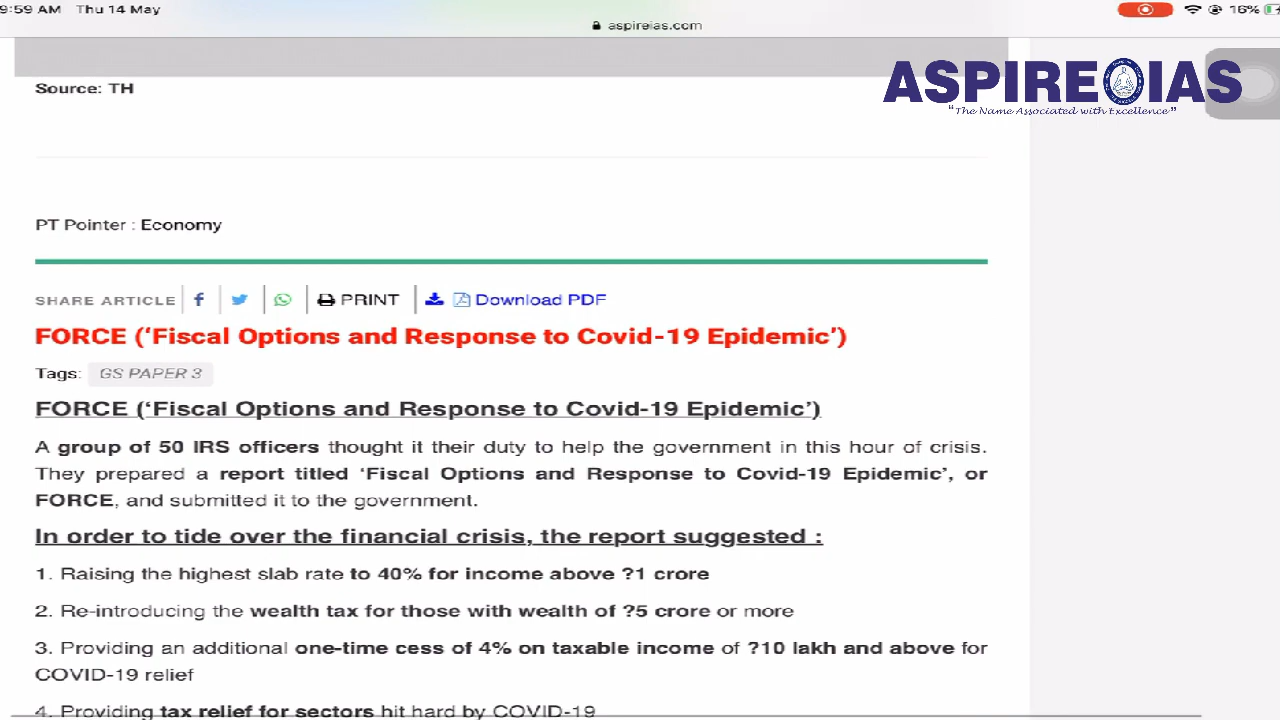 9:59 AM Thu 14 May
aspireias.com
16%
ASPIRE IAS
"The Name Associated with Excellence"
Source: TH
PT Pointer : Economy
SHARE ARTICLE PRINT Download PDF
FORCE (‘Fiscal Options and Response to Covid-19 Epidemic’)
Tags: GS PAPER 3
FORCE (‘Fiscal Options and Response to Covid-19 Epidemic’)
A group of 50 IRS officers thought it their duty to help the government in this hour of crisis.
They prepared a report titled ‘Fiscal Options and Response to Covid-19 Epidemic’, or
FORCE, and submitted it to the government.
In order to tide over the financial crisis, the report suggested :
1. Raising the highest slab rate to 40% for income above ?1 crore
2. Re-introducing the wealth tax for those with wealth of ?5 crore or more
3. Providing an additional one-time cess of 4% on taxable income of ?10 lakh and above for
COVID-19 relief
4. Providing tax relief for sectors hit hard by COVID-19